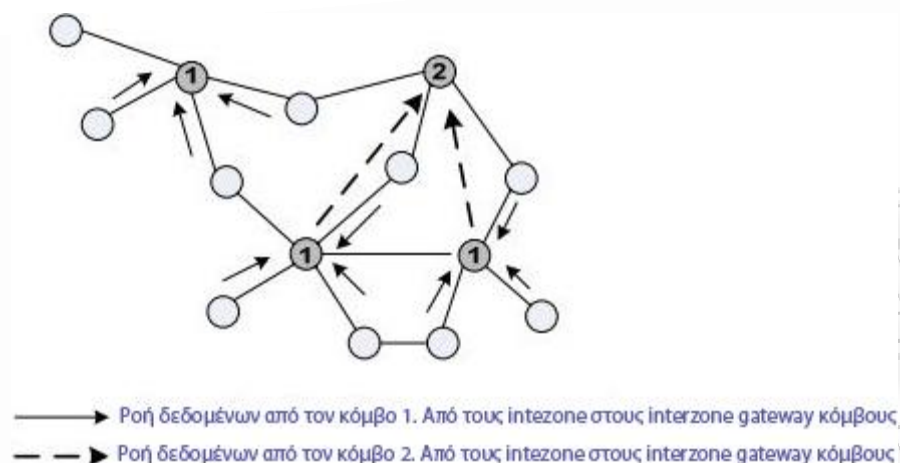 1
2
1
1
Ροή δεδομένων από τον κόμβο 1. Από τους intezone στους interzone gateway κόμβους
Ροή δεδομένων από τον κόμβο 2. Από τους intezone στους interzone gateway κόμβους